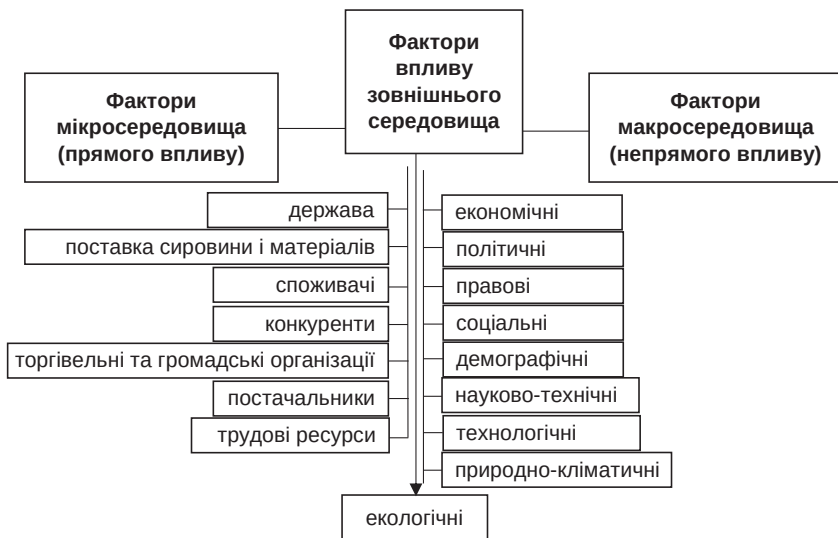 Фактори
впливу
зовнішнього
середовища
Фактори
мікросередовища
(прямого впливу)
Фактори
макросередовища
(непрямого впливу)
держава
поставка сировини і матеріалів
споживачі
конкуренти
торгівельні та громадські організації
постачальники
трудові ресурси
економічні
політичні
правові
соціальні
демографічні
науково-технічні
технологічні
природно-кліматичні
екологічні